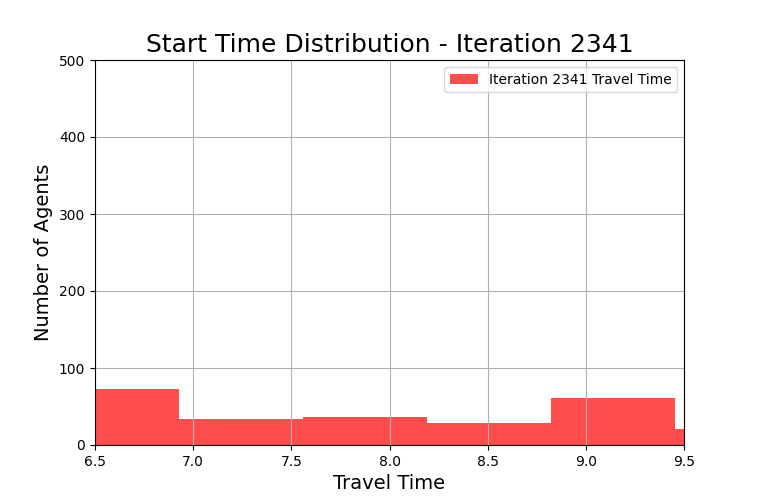 Start Time Distribution - Iteration 2341
500
400
300
200
100
0
Number of Agents
Iteration 2341 Travel Time
6.5 7.0 7.5 8.0 8.5 9.0 9.5
Travel Time